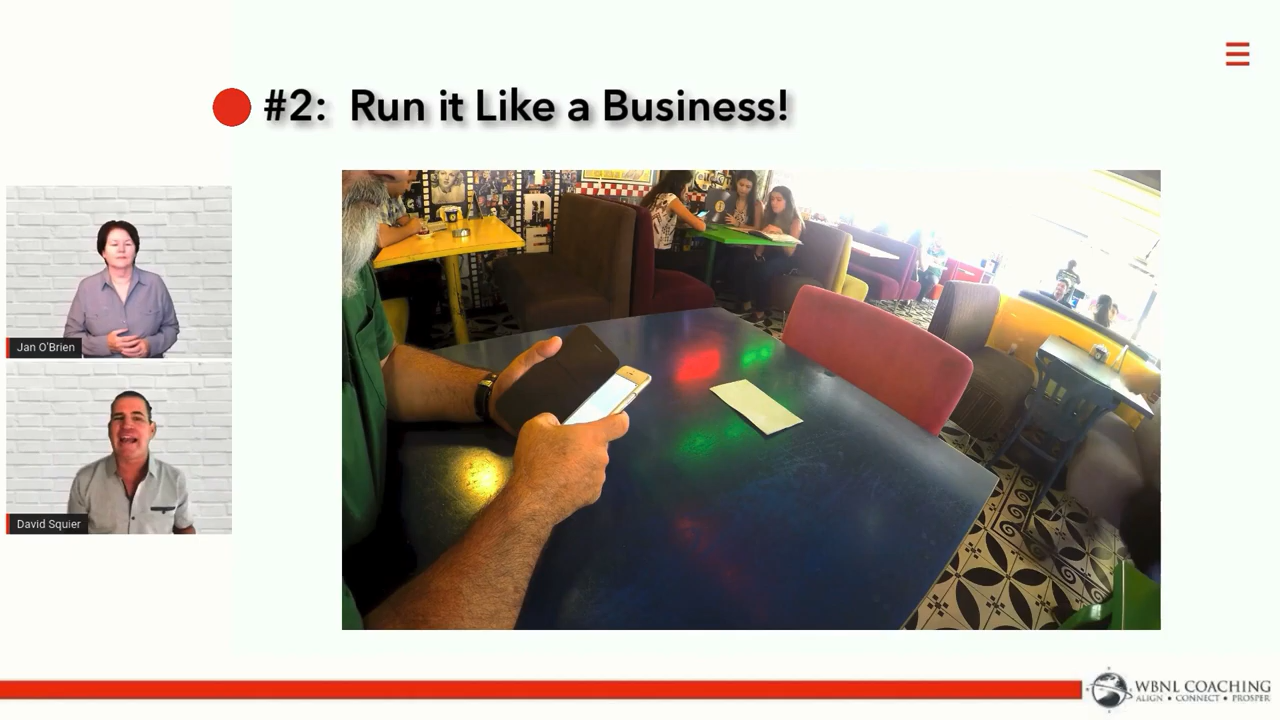 #2: Run it Like a Business!
Jan O'Brien
David Squier
WBNL COACHING
ALIGN • CONNECT • PROSPER